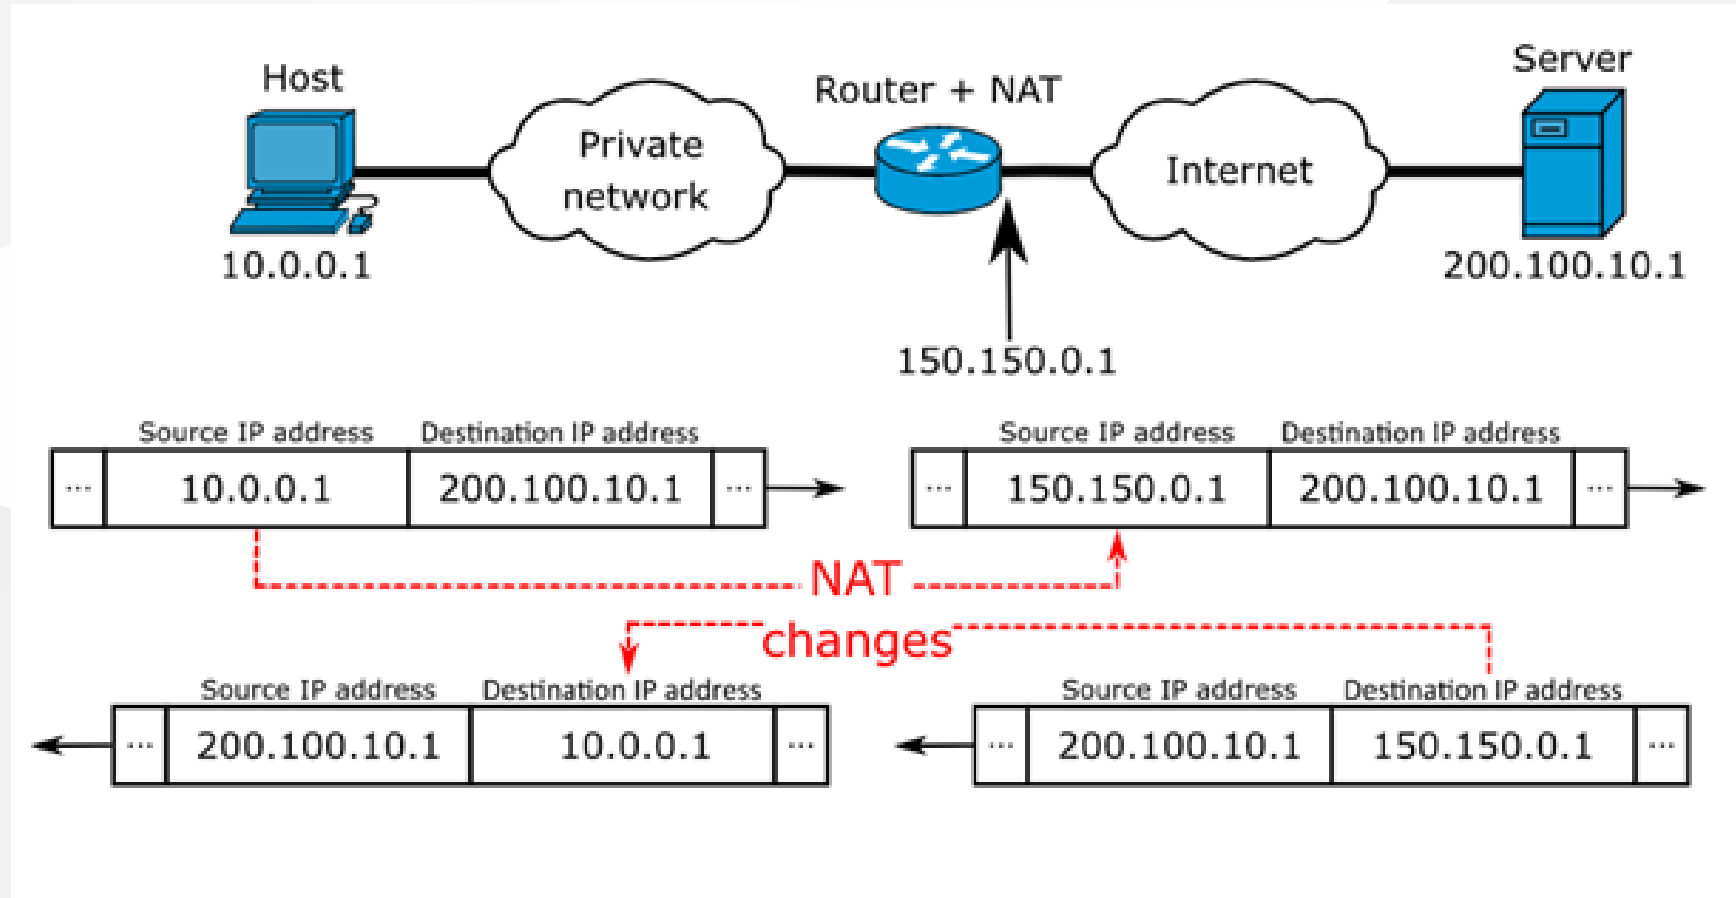 Host
Private
network
Router + NAT
Internet
Server
10.0.0.1
200.100.10.1
150.150.0.1
Source IP address Destination IP address
... 10.0.0.1 200.100.10.1 ...
Source IP address Destination IP address
... 150.150.0.1 200.100.10.1 ...
NAT
changes
Source IP address Destination IP address
... 200.100.10.1 10.0.0.1 ...
Source IP address Destination IP address
... 200.100.10.1 150.150.0.1 ...